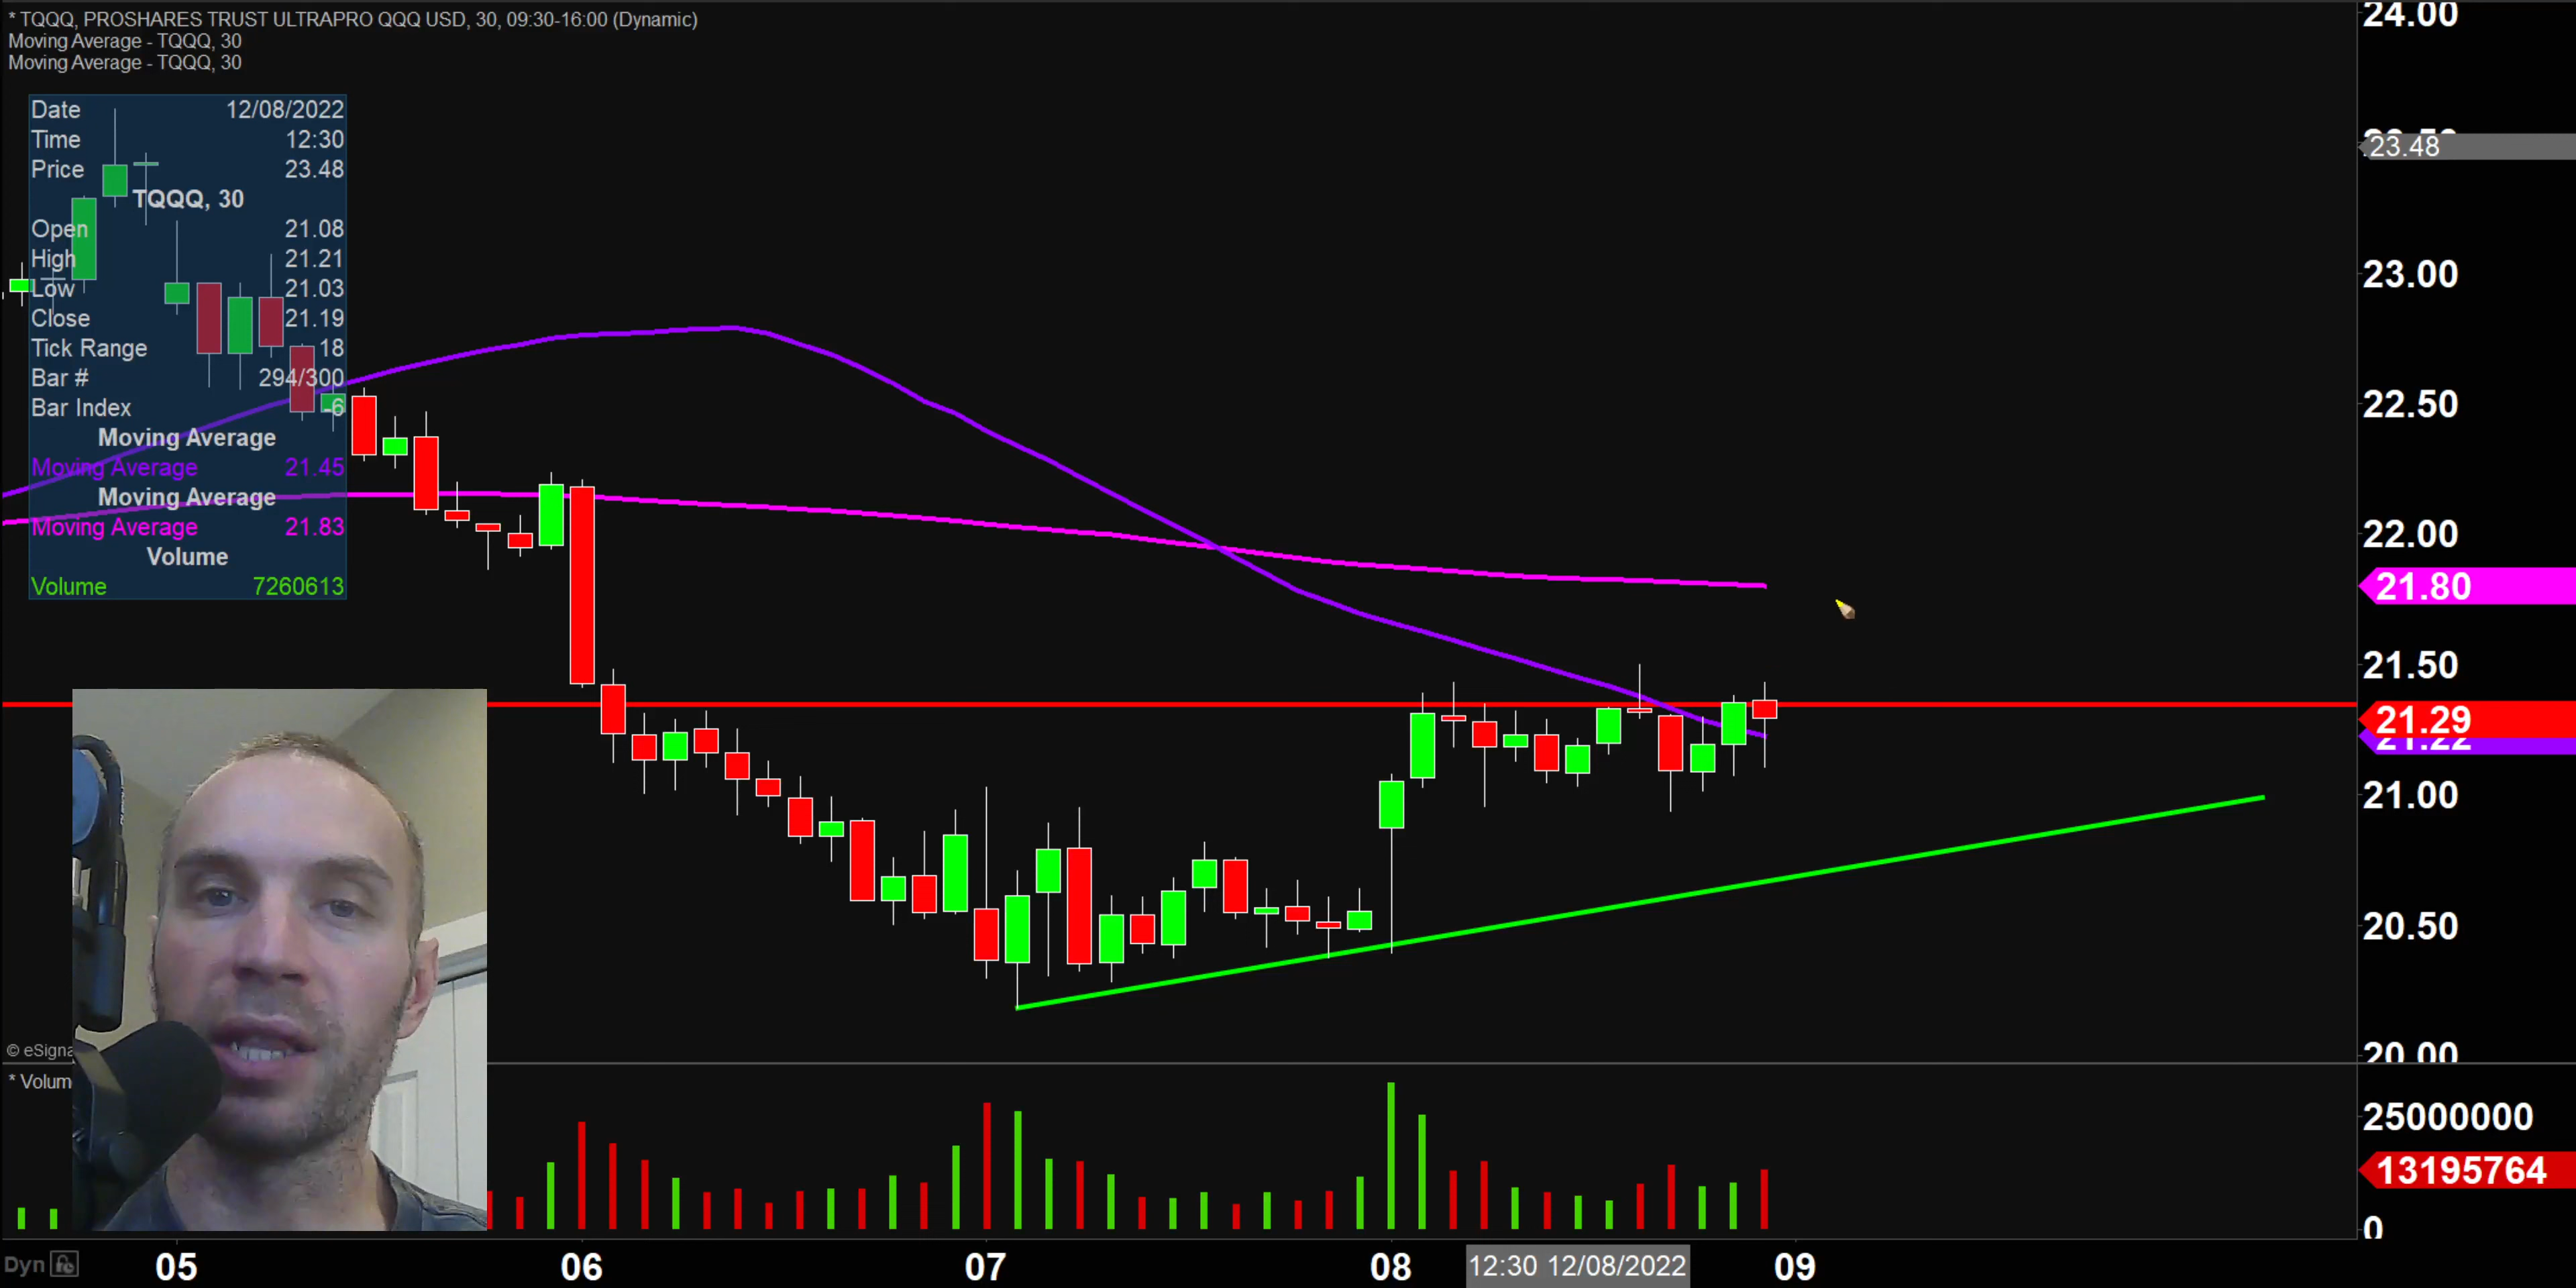 * TQQQ, PROSHARES TRUST ULTRAPRO QQQ USD, 30, 09:30-16:00 (Dynamic)
Moving Average - TQQQ, 30
Moving Average - TQQQ, 30
Date 12/08/2022
Time 12:30
Price 23.48
TQQQ, 30
Open 21.08
High 21.21
Low 21.03
Close 21.19
Tick Range 18
Bar # 294/300
Bar Index -6
Moving Average
Moving Average 21.45
Moving Average
Moving Average 21.83
Volume
Volume 7260613
24.00
23.48
23.00
22.50
22.00
21.80
21.50
21.29
21.22
21.00
20.50
20.00
© eSigna
* Volum
25000000
13195764
0
Dyn
05 06 07 08 12:30 12/08/2022 09